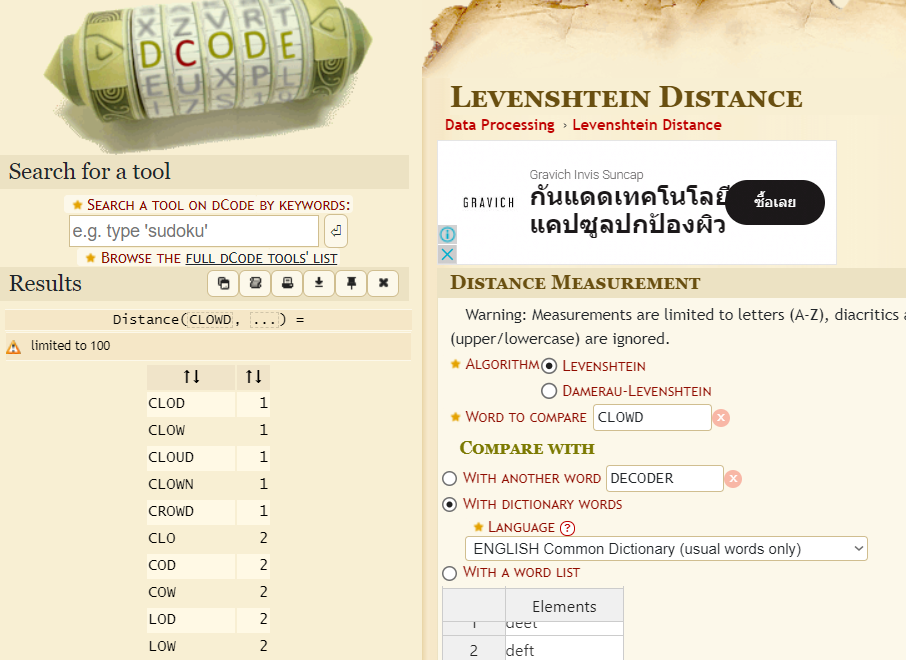 DCODE
Search for a tool
SEARCH A TOOL ON DCODE BY KEYWORDS:
e.g. type 'sudoku'
BROWSE THE FULL DCODE TOOLS' LIST
Results
Distance(CLOWD, ...) =
limited to 100
↑↓ ↑↓
CLOD 1
CLOW 1
CLOUD 1
CLOWN 1
CROWD 1
CLO 2
COD 2
COW 2
LOD 2
LOW 2
LEVENSHTEIN DISTANCE
Data Processing › Levenshtein Distance
Gravich Invis Suncap
GRAVICH
กันแดดเทคโนโลยี
แคปซูลปกป้องผิว
ซื้อเลย
DISTANCE MEASUREMENT
Warning: Measurements are limited to letters (A-Z), diacritics
(upper/lowercase) are ignored.
ALGORITHM LEVENSHTEIN
DAMERAU-LEVENSHTEIN
WORD TO COMPARE CLOWD
COMPARE WITH
WITH ANOTHER WORD DECODER
WITH DICTIONARY WORDS
LANGUAGE ?
ENGLISH Common Dictionary (usual words only)
WITH A WORD LIST
Elements
1 deet
2 deft